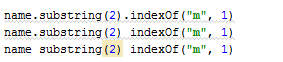 name.substring(2).indexOf("m", 1)
name.substring(2) indexOf("m", 1)
name substring(2) indexOf("m", 1)